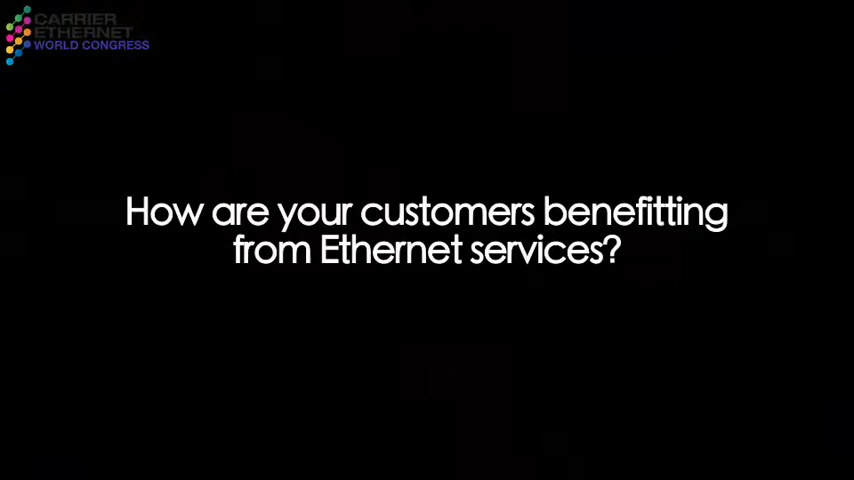 CARRIER
ETHERNET
WORLD CONGRESS
How are your customers benefitting
from Ethernet services?